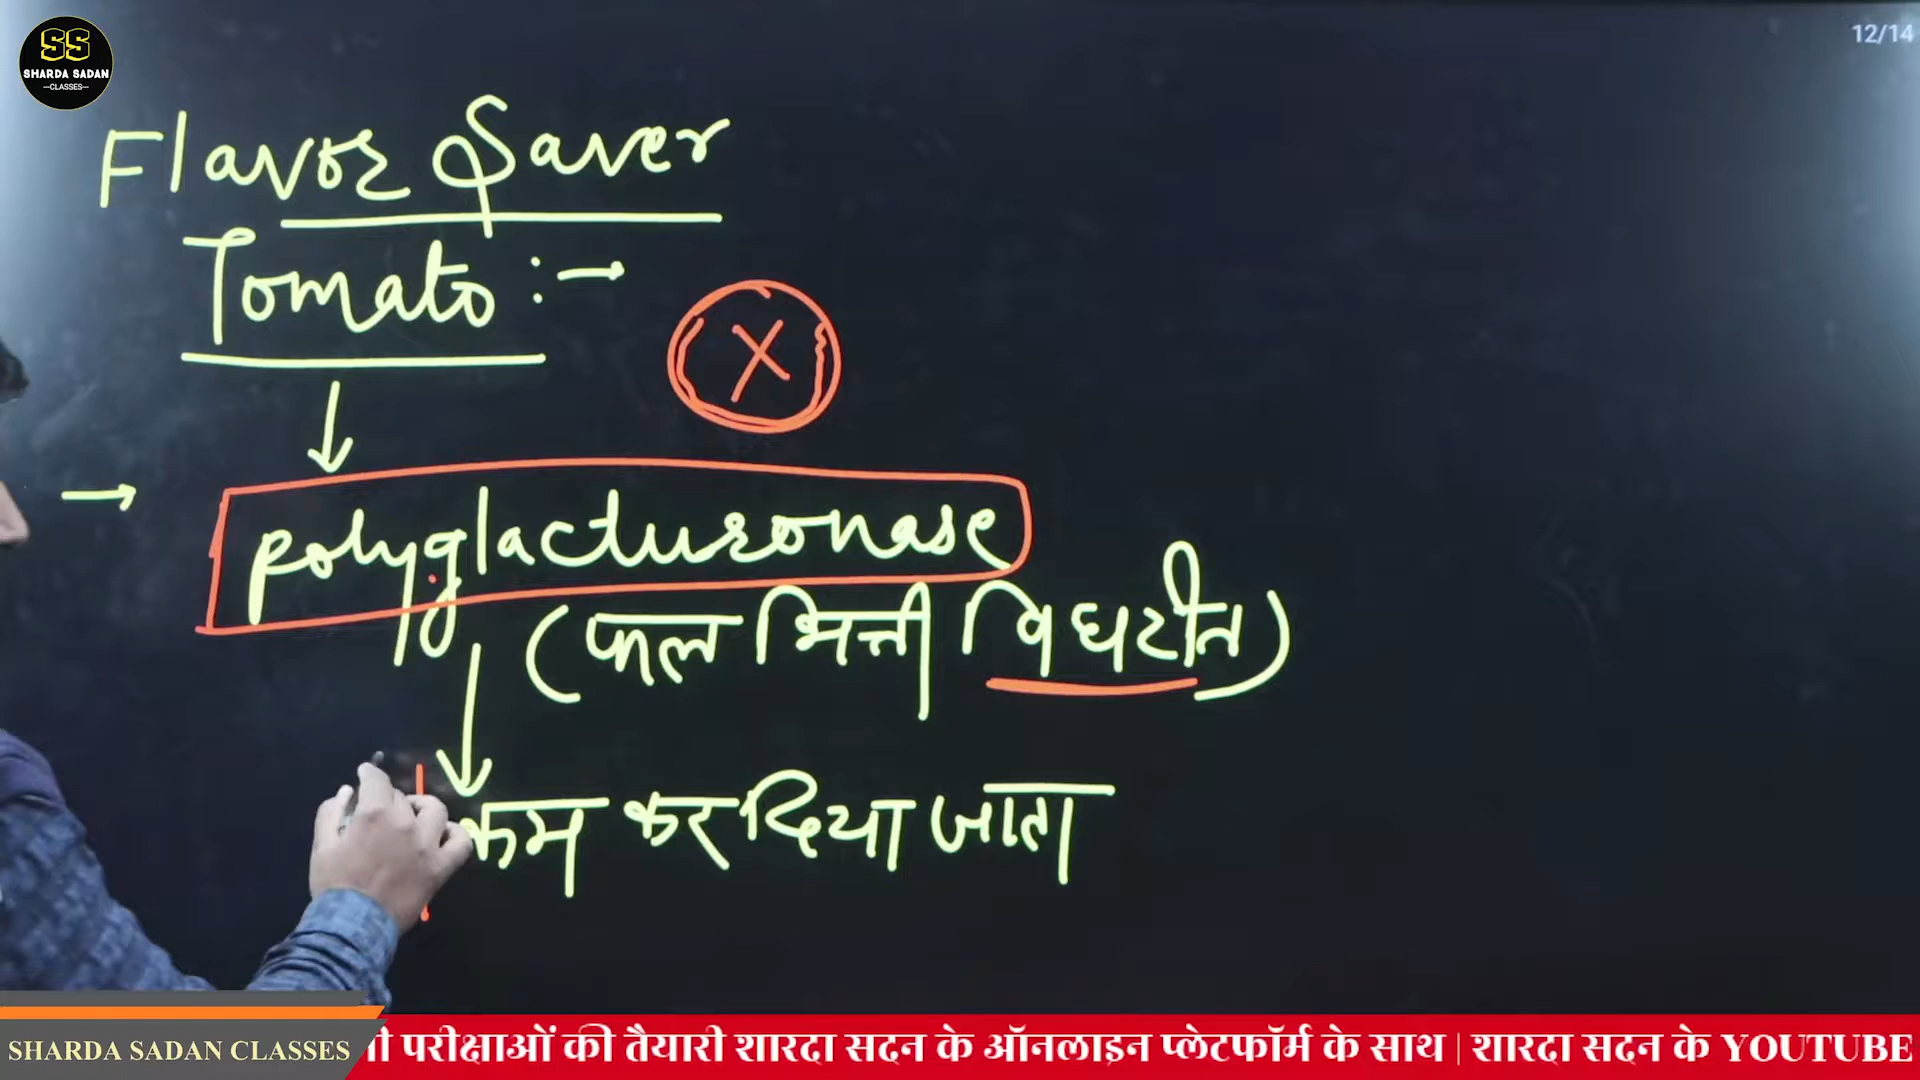 SS
SHARDA SADAN
—CLASSES—
12/14
Flavor Saver
Tomato :→
X
→ polyglacturonase
(फल भित्ती विघटीत)
कम कर दिया जाता
SHARDA SADAN CLASSES
ी परीक्षाओं की तैयारी शारदा सदन के ऑनलाइन प्लेटफॉर्म के साथ | शारदा सदन के YOUTUBE